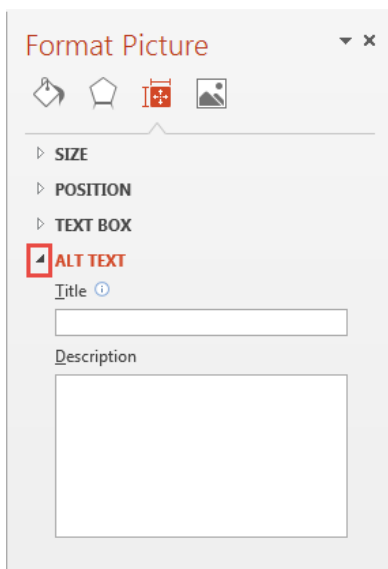 Format Picture
SIZE
POSITION
TEXT BOX
ALT TEXT
Title
Description